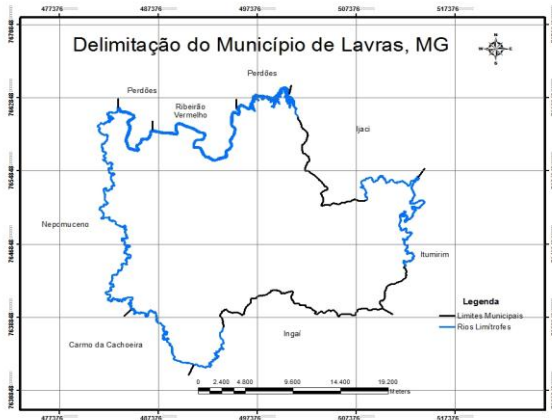 477376 487376 497376 507376 517376
Delimitação do Município de Lavras, MG
N
W E
S
Perdões
Perdões
Ribeirão
Vermelho
Ijaci
Nepomuceno
Itumirim
Legenda
Limites Municipais
Rios Limítrofes
Ingaí
Carmo da Cachoeira
0 2.400 4.800 9.600 14.400 19.200
Meters
477376 487376 497376 507376 517376